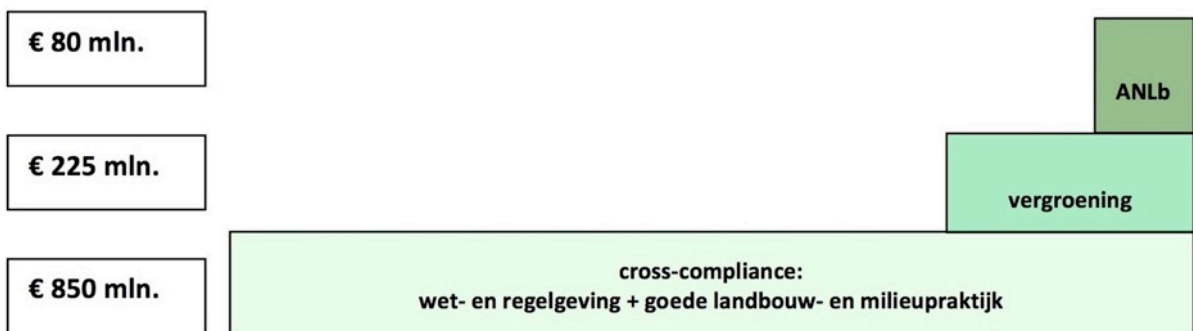 € 80 mln.
ANLb
€ 225 mln.
vergroening
€ 850 mln.
cross-compliance:
wet- en regelgeving + goede landbouw- en milieupraktijk